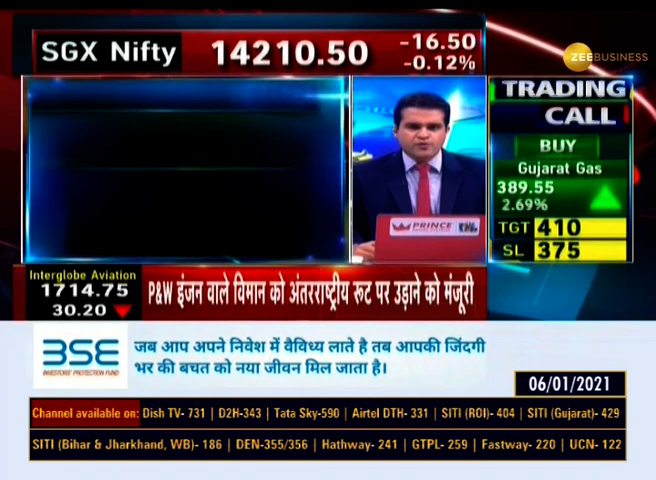 SGX Nifty 14210.50 -16.50
-0.12%
ZEEBUSINESS
TRADING
CALL
BUY
Gujarat Gas
389.55
2.69%
TGT 410
SL 375
PRINCE
Interglobe Aviation
1714.75
30.20
P&W इंजन वाले विमान को अंतरराष्ट्रीय रूट पर उड़ाने को मंजूरी
BSE
INVESTORS' PROTECTION FUND
जब आप अपने निवेश में वैविध्य लाते है तब आपकी जिंदगी
भर की बचत को नया जीवन मिल जाता है।
06/01/2021
Channel available on: Dish TV- 731 | D2H-343 | Tata Sky-590 | Airtel DTH- 331 | SITI (ROI)- 404 | SITI (Gujarat)- 429
SITI (Bihar & Jharkhand, WB)- 186 | DEN-355/356 | Hathway- 241 | GTPL- 259 | Fastway- 220 | UCN- 122